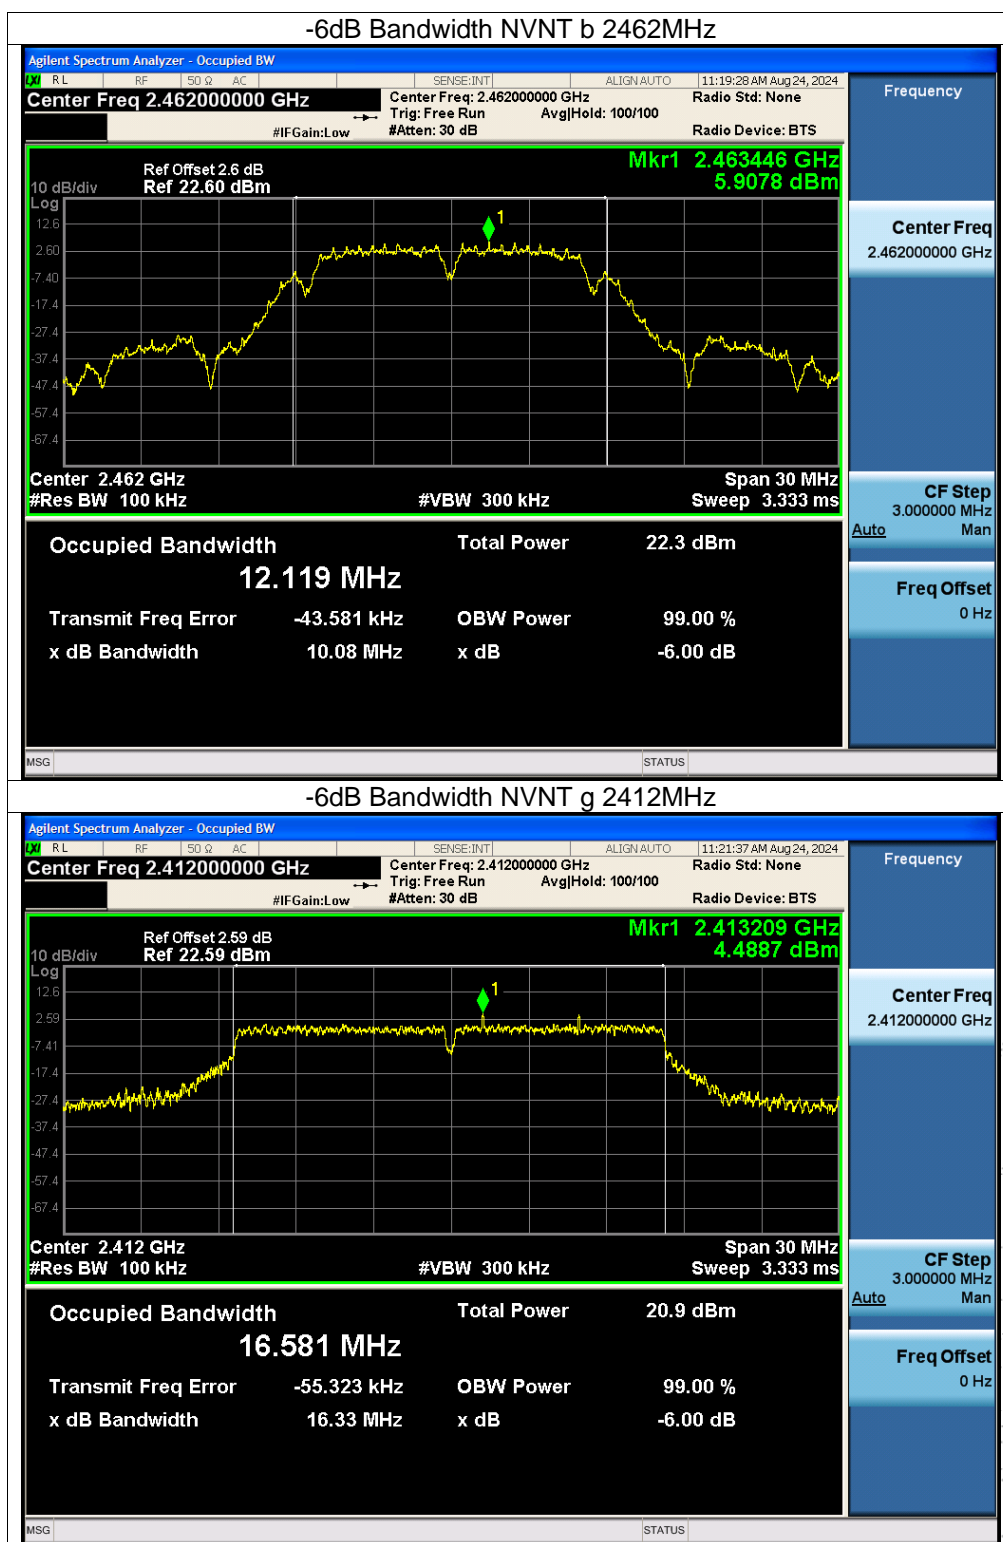 -6dB Bandwidth NVNT b 2462MHz
Agilent Spectrum Analyzer - Occupied BW
LXI RL RF 50 Ω AC SENSE:INT ALIGN AUTO 11:19:28 AM Aug 24, 2024
Center Freq 2.462000000 GHz
Center Freq: 2.462000000 GHz
Radio Std: None
Trig: Free Run Avg|Hold: 100/100
#IFGain:Low #Atten: 30 dB Radio Device: BTS
Frequency
Mkr1 2.463446 GHz
5.9078 dBm
Ref Offset 2.6 dB
10 dB/div Ref 22.60 dBm
Log
12.6
2.60
-7.40
-17.4
-27.4
-37.4
-47.4
-57.4
-67.4
1
Center 2.462 GHz Span 30 MHz
#Res BW 100 kHz #VBW 300 kHz Sweep 3.333 ms
Center Freq
2.462000000 GHz
CF Step
3.000000 MHz
Auto Man
Freq Offset
0 Hz
Occupied Bandwidth Total Power 22.3 dBm
12.119 MHz
Transmit Freq Error -43.581 kHz OBW Power 99.00 %
x dB Bandwidth 10.08 MHz x dB -6.00 dB
MSG STATUS
-6dB Bandwidth NVNT g 2412MHz
Agilent Spectrum Analyzer - Occupied BW
LXI RL RF 50 Ω AC SENSE:INT ALIGN AUTO 11:21:37 AM Aug 24, 2024
Center Freq 2.412000000 GHz
Center Freq: 2.412000000 GHz
Radio Std: None
Trig: Free Run Avg|Hold: 100/100
#IFGain:Low #Atten: 30 dB Radio Device: BTS
Frequency
Mkr1 2.413209 GHz
4.4887 dBm
Ref Offset 2.59 dB
10 dB/div Ref 22.59 dBm
Log
12.6
2.59
-7.41
-17.4
-27.4
-37.4
-47.4
-57.4
-67.4
1
Center 2.412 GHz Span 30 MHz
#Res BW 100 kHz #VBW 300 kHz Sweep 3.333 ms
Center Freq
2.412000000 GHz
CF Step
3.000000 MHz
Auto Man
Freq Offset
0 Hz
Occupied Bandwidth Total Power 20.9 dBm
16.581 MHz
Transmit Freq Error -55.323 kHz OBW Power 99.00 %
x dB Bandwidth 16.33 MHz x dB -6.00 dB
MSG STATUS